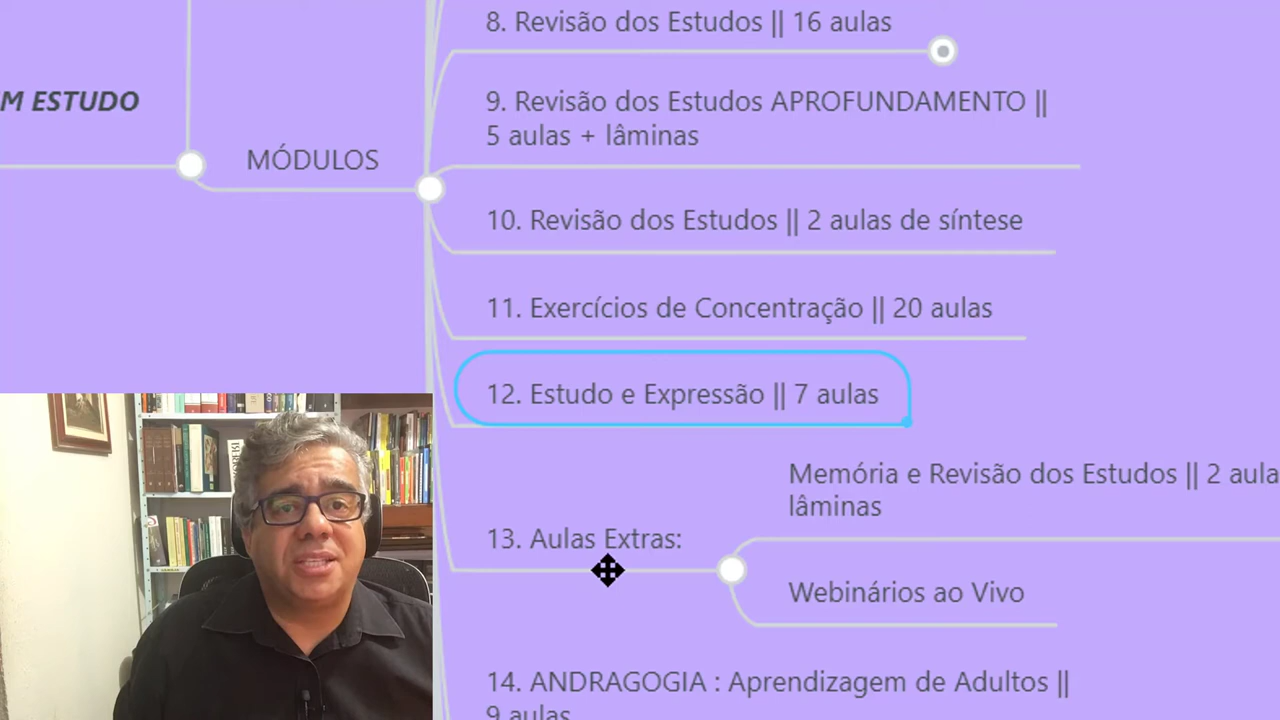 8. Revisão dos Estudos || 16 aulas
M ESTUDO
9. Revisão dos Estudos APROFUNDAMENTO ||
5 aulas + lâminas
MÓDULOS
10. Revisão dos Estudos || 2 aulas de síntese
11. Exercícios de Concentração || 20 aulas
12. Estudo e Expressão || 7 aulas
Memória e Revisão dos Estudos || 2 aula
lâminas
13. Aulas Extras:
Webinários ao Vivo
14. ANDRAGOGIA : Aprendizagem de Adultos ||
9 aulas